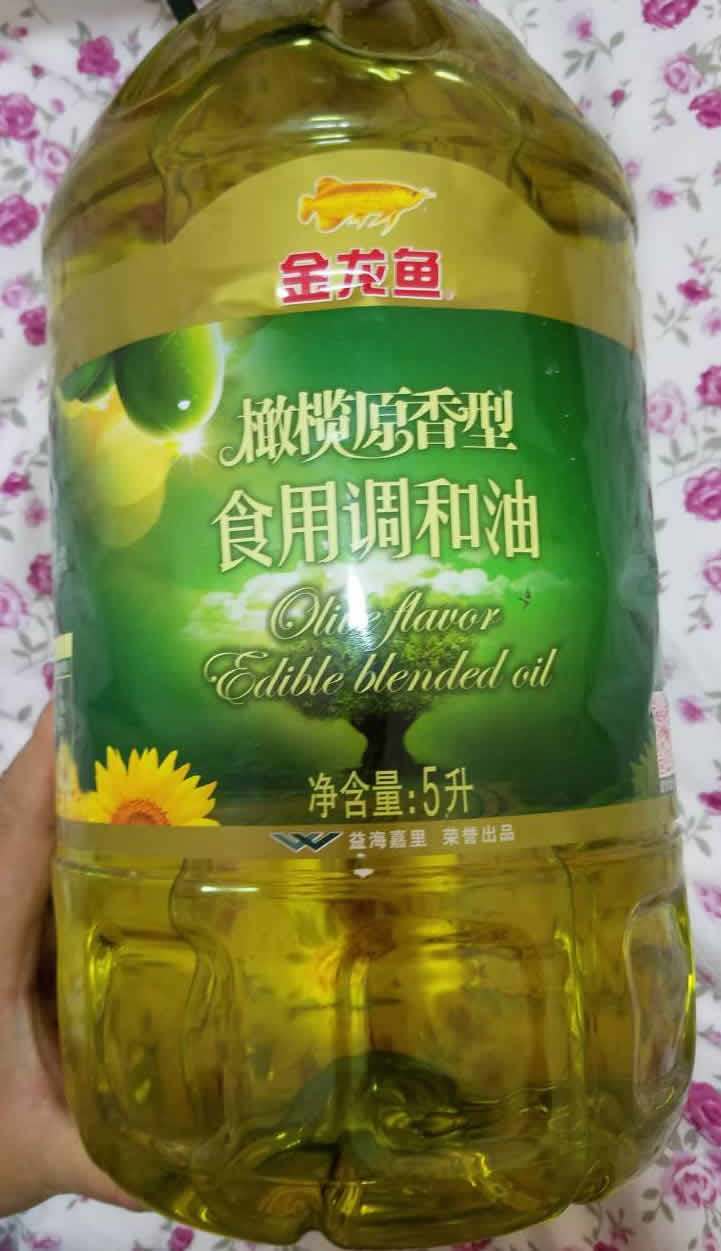 金龙鱼
橄榄原香型
食用调和油
Olive flavor
Edible blended oil
净含量:5升
益海嘉里 荣誉出品